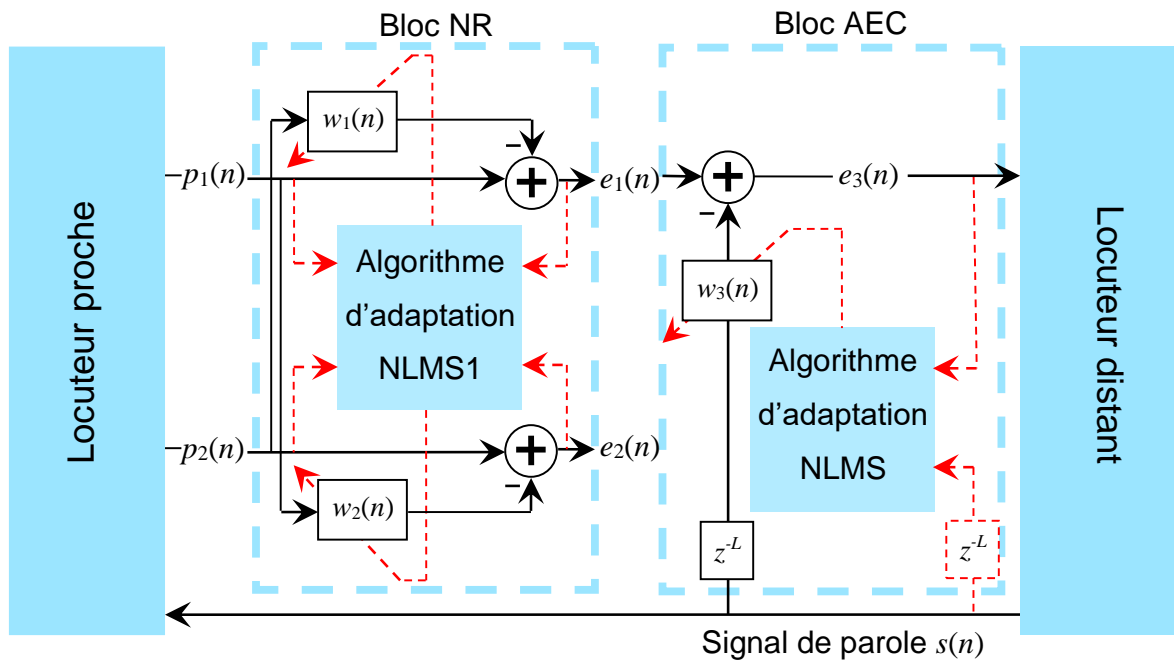 Bloc NR
Bloc AEC
Locuteur proche
w₁(n)
−
–p₁(n)
+
e₁(n)
+
e₃(n)
−
Algorithme
d'adaptation
NLMS1
w₃(n)
Algorithme
d'adaptation
NLMS
Locuteur distant
–p₂(n)
+
e₂(n)
−
w₂(n)
z⁻ᴸ
z⁻ᴸ
Signal de parole s(n)